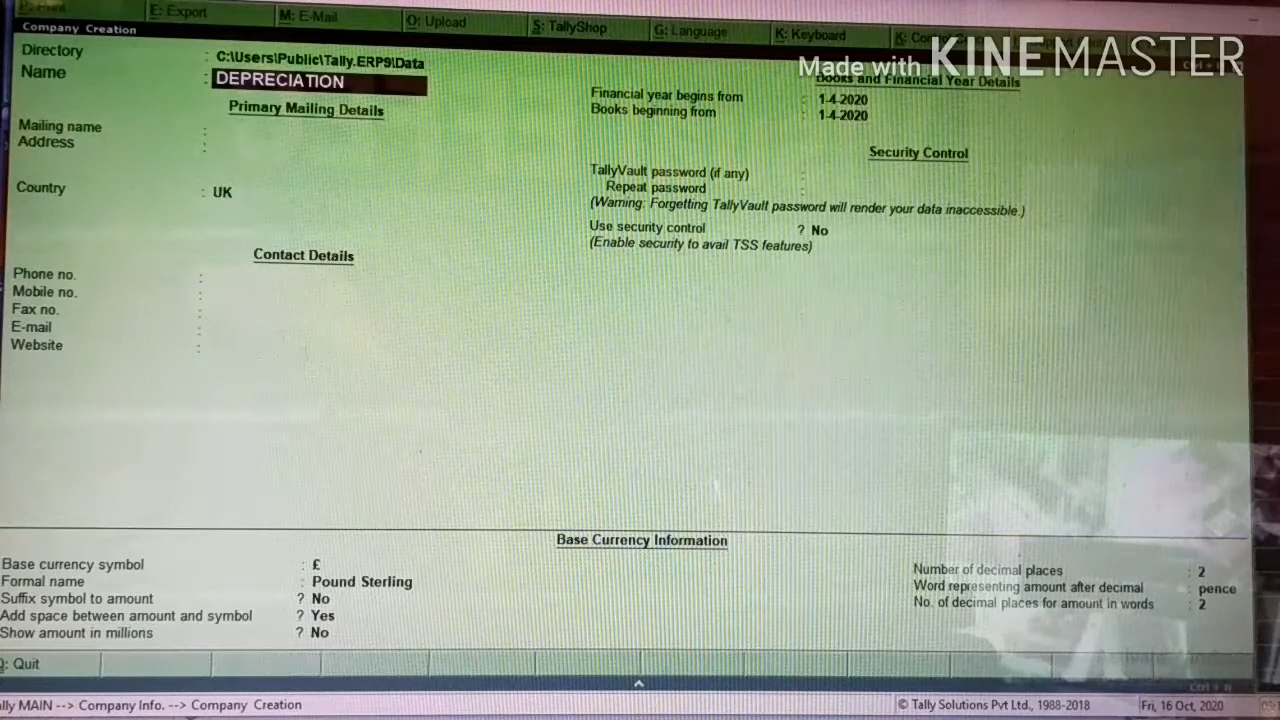 P: Print E: Export M: E-Mail O: Upload S: TallyShop G: Language K: Keyboard
Company Creation
Made with KINEMASTER
Directory : C:\Users\Public\Tally.ERP9\Data
Name : DEPRECIATION
Primary Mailing Details
Mailing name :
Address :
Country : UK
Contact Details
Phone no. :
Mobile no. :
Fax no. :
E-mail :
Website :
Books and Financial Year Details
Financial year begins from : 1-4-2020
Books beginning from : 1-4-2020
Security Control
TallyVault password (if any) :
Repeat password :
(Warning: Forgetting TallyVault password will render your data inaccessible.)
Use security control ? No
(Enable security to avail TSS features)
Base Currency Information
Base currency symbol : £
Formal name : Pound Sterling
Suffix symbol to amount ? No
Add space between amount and symbol ? Yes
Show amount in millions ? No
Number of decimal places : 2
Word representing amount after decimal : pence
No. of decimal places for amount in words : 2
Q: Quit
Ctrl + N
lly MAIN --> Company Info. --> Company Creation © Tally Solutions Pvt Ltd., 1988-2018 Fri, 16 Oct, 2020